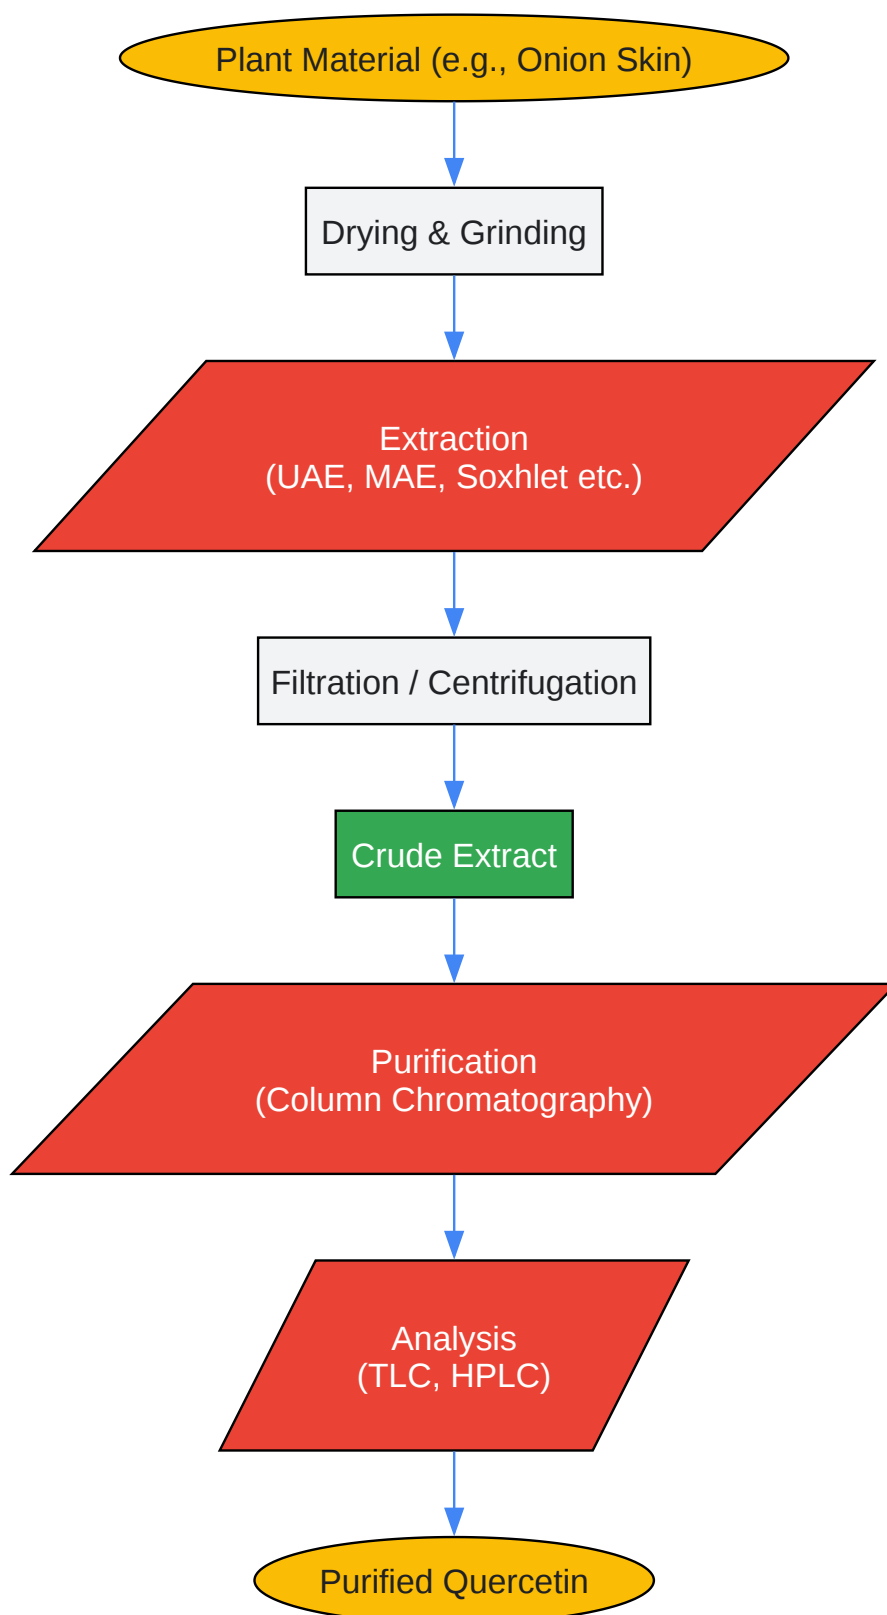 Plant Material (e.g., Onion Skin)
Drying & Grinding
Extraction
(UAE, MAE, Soxhlet etc.)
Filtration / Centrifugation
Crude Extract
Purification
(Column Chromatography)
Analysis
(TLC, HPLC)
Purified Quercetin